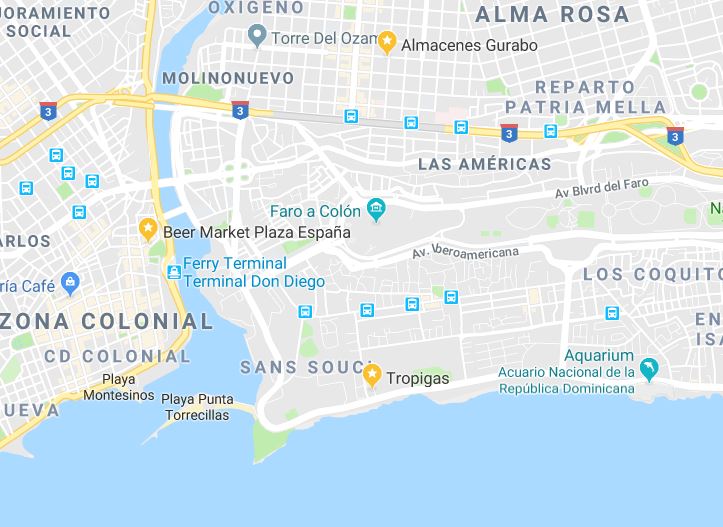 OXÍGENO
JORAMIENTO
SOCIAL
ALMA ROSA
Torre Del Ozam
Almacenes Gurabo
MOLINONUEVO
REPARTO
PATRIA MELLA
3
3
3
3
LAS AMÉRICAS
Av Blvrd del Faro
Faro a Colón
Na
Beer Market Plaza España
ARLOS
Av. Iberoamericana
Ferry Terminal
Terminal Don Diego
LOS COQUITO
ría Café
ZONA COLONIAL
EN
ISA
CD COLONIAL
SANS SOUCI
Aquarium
Acuario Nacional de la
República Dominicana
Playa
Montesinos
Tropigas
UEVA
Playa Punta
Torrecillas